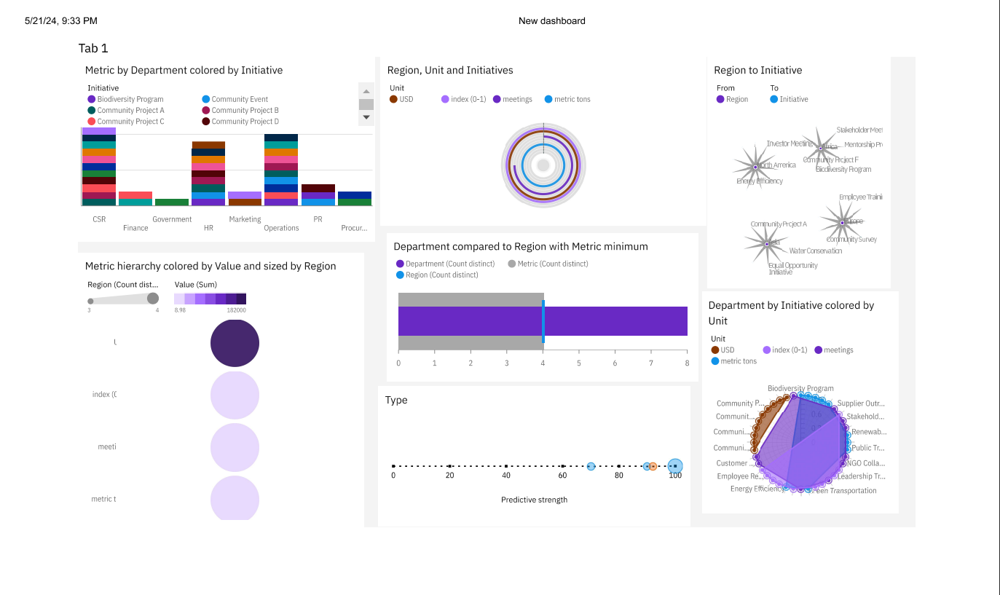 5/21/24, 9:33 PM
New dashboard
Tab 1
Metric by Department colored by Initiative
Initiative
Biodiversity Program
Community Event
Community Project A
Community Project B
Community Project C
Community Project D
CSR
Finance
Government
HR
Marketing
Operations
PR
Procur...
Metric hierarchy colored by Value and sized by Region
Region (Count dist...
Value (Sum)
3
4
8.98
182000
index (0
meeti
metric t
Region, Unit and Initiatives
Unit
USD
index (0-1)
meetings
metric tons
Department compared to Region with Metric minimum
Department (Count distinct)
Metric (Count distinct)
Region (Count distinct)
0 1 2 3 4 5 6 7 8
Type
0 20 40 60 80 100
Predictive strength
Region to Initiative
From
To
Region
Initiative
Stakeholder Meet
Investor Meeting
Mentorship Pr
North America
Community Project F
Biodiversity Program
Energy Efficiency
Employee Traini
Community Project A
Europe
Community Survey
Water Conservation
Equal Opportunity
Initiative
Department by Initiative colored by
Unit
Unit
USD
index (0-1)
meetings
metric tons
Biodiversity Program
Community P...
Supplier Outr...
Communit...
Stakehold...
Communi...
Renewab...
Communi...
Public Tr...
Customer ...
NGO Colla...
Employee Re...
Leadership Tr...
Energy Efficiency
Green Transportation